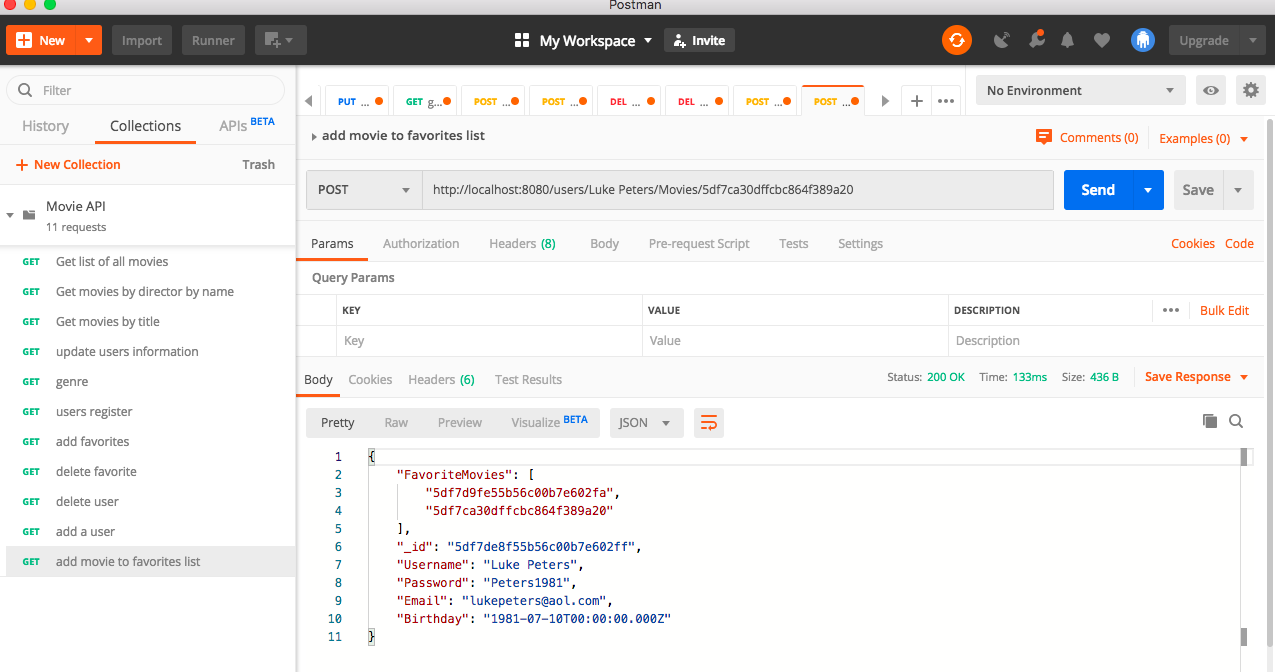 Postman
New
Import
Runner
My Workspace
Invite
Upgrade
Filter
History
Collections
APIs BETA
New Collection
Trash
Movie API
11 requests
GET Get list of all movies
GET Get movies by director by name
GET Get movies by title
GET update users information
GET genre
GET users register
GET add favorites
GET delete favorite
GET delete user
GET add a user
GET add movie to favorites list
PUT ...
GET g...
POST ...
POST ...
DEL ...
DEL ...
POST ...
POST ...
No Environment
add movie to favorites list
Comments (0)
Examples (0)
POST
http://localhost:8080/users/Luke Peters/Movies/5df7ca30dffcbc864f389a20
Send
Save
Params
Authorization
Headers (8)
Body
Pre-request Script
Tests
Settings
Cookies
Code
Query Params
KEY
VALUE
DESCRIPTION
Bulk Edit
Key
Value
Description
Body
Cookies
Headers (6)
Test Results
Status: 200 OK
Time: 133ms
Size: 436 B
Save Response
Pretty
Raw
Preview
Visualize BETA
JSON
1 {
2 "FavoriteMovies": [
3 "5df7d9fe55b56c00b7e602fa",
4 "5df7ca30dffcbc864f389a20"
5 ],
6 "_id": "5df7de8f55b56c00b7e602ff",
7 "Username": "Luke Peters",
8 "Password": "Peters1981",
9 "Email": "lukepeters@aol.com",
10 "Birthday": "1981-07-10T00:00:00.000Z"
11 }